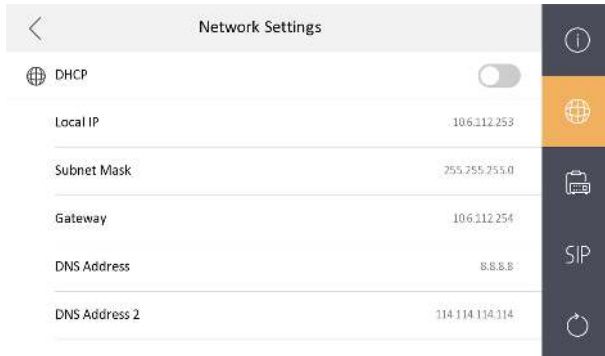 Network Settings
DHCP
Local IP 10.6.112.253
Subnet Mask 255.255.255.0
Gateway 10.6.112.254
DNS Address 8.8.8.8
DNS Address 2 114.114.114.114
SIP